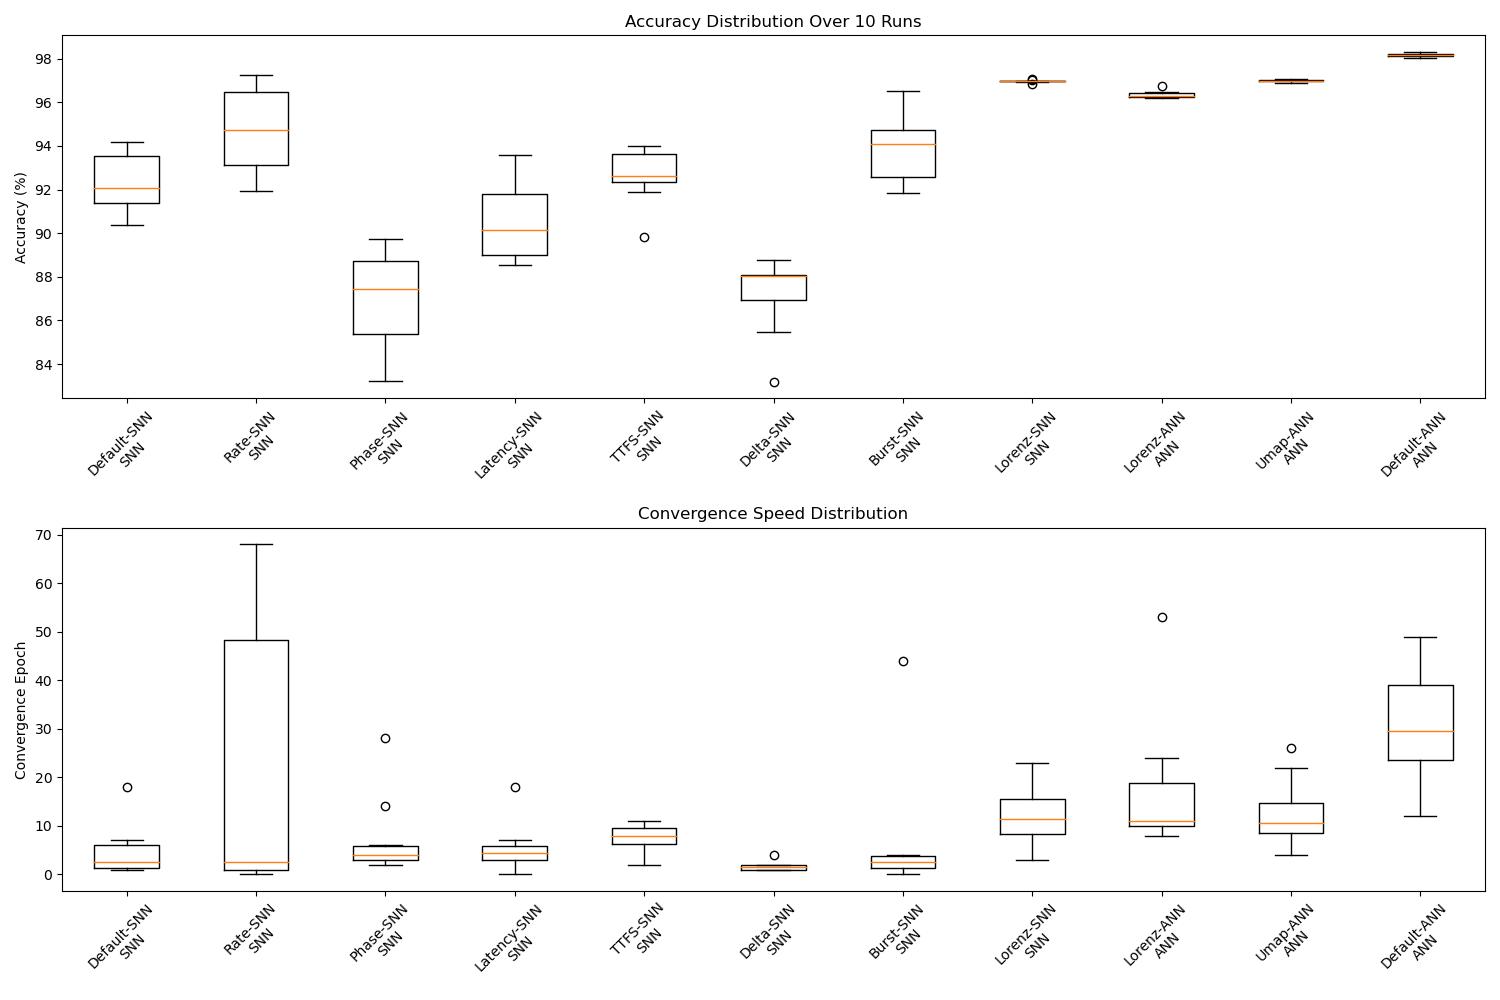 Accuracy Distribution Over 10 Runs
Accuracy (%)
98
96
94
92
90
88
86
84
Default-SNN
SNN
Rate-SNN
SNN
Phase-SNN
SNN
Latency-SNN
SNN
TTFS-SNN
SNN
Delta-SNN
SNN
Burst-SNN
SNN
Lorenz-SNN
SNN
Lorenz-ANN
ANN
Umap-ANN
ANN
Default-ANN
ANN
Convergence Speed Distribution
Convergence Epoch
70
60
50
40
30
20
10
0
Default-SNN
SNN
Rate-SNN
SNN
Phase-SNN
SNN
Latency-SNN
SNN
TTFS-SNN
SNN
Delta-SNN
SNN
Burst-SNN
SNN
Lorenz-SNN
SNN
Lorenz-ANN
ANN
Umap-ANN
ANN
Default-ANN
ANN